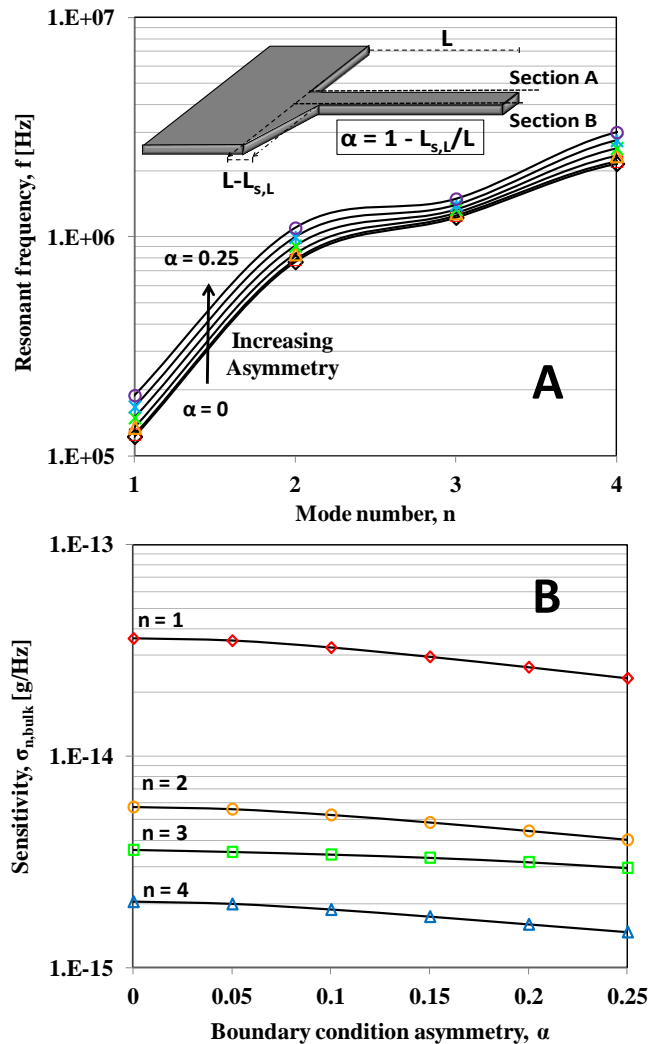 1.E+07
L
Section A
Section B
α = 1 - Ls,L/L
L-Ls,L
Resonant frequency, f [Hz]
1.E+06
α = 0.25
Increasing
Asymmetry
α = 0
A
1.E+05
1 2 3 4
Mode number, n
1.E-13
B
n = 1
Sensitivity, σn,bulk [g/Hz]
1.E-14
n = 2
n = 3
n = 4
1.E-15
0 0.05 0.1 0.15 0.2 0.25
Boundary condition asymmetry, α